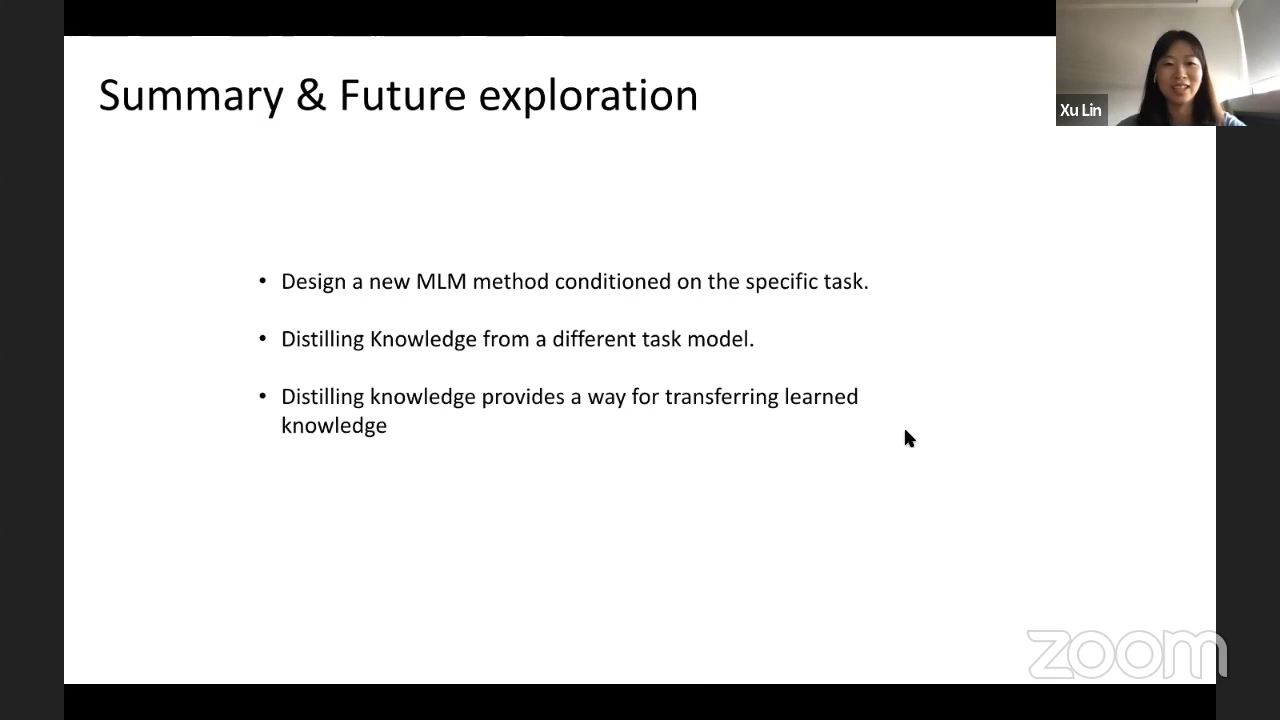 Summary & Future exploration
Xu Lin
• Design a new MLM method conditioned on the specific task.
• Distilling Knowledge from a different task model.
• Distilling knowledge provides a way for transferring learned
knowledge
zoom